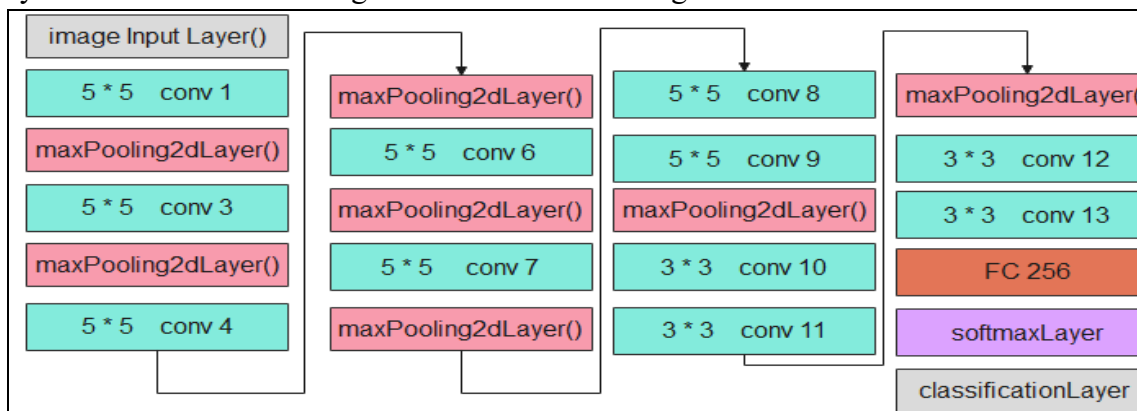 image Input Layer()
5 * 5 conv 1
maxPooling2dLayer()
5 * 5 conv 3
maxPooling2dLayer()
5 * 5 conv 4
maxPooling2dLayer()
5 * 5 conv 6
maxPooling2dLayer()
5 * 5 conv 7
maxPooling2dLayer()
5 * 5 conv 8
5 * 5 conv 9
maxPooling2dLayer()
3 * 3 conv 10
3 * 3 conv 11
maxPooling2dLayer(
3 * 3 conv 12
3 * 3 conv 13
FC 256
softmaxLayer
classificationLayer